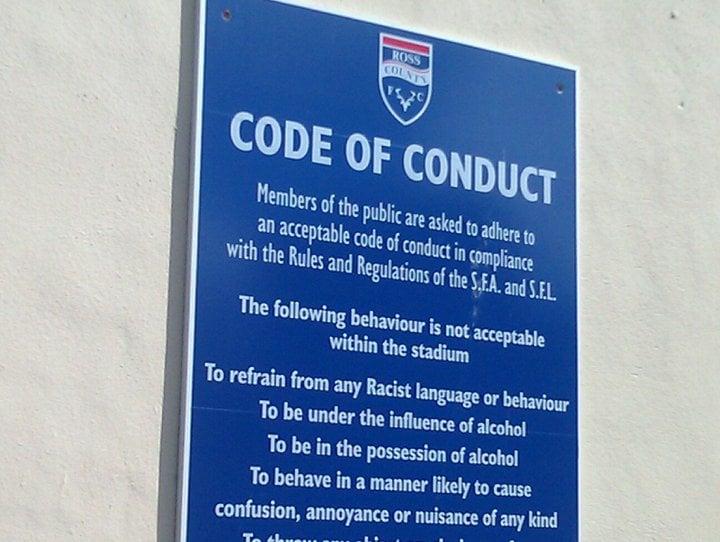 ROSS
COUNTY
F C
CODE OF CONDUCT
Members of the public are asked to adhere to
an acceptable code of conduct in compliance
with the Rules and Regulations of the S.F.A. and S.F.L.
The following behaviour is not acceptable
within the stadium
To refrain from any Racist language or behaviour
To be under the influence of alcohol
To be in the possession of alcohol
To behave in a manner likely to cause
confusion, annoyance or nuisance of any kind
To throw any